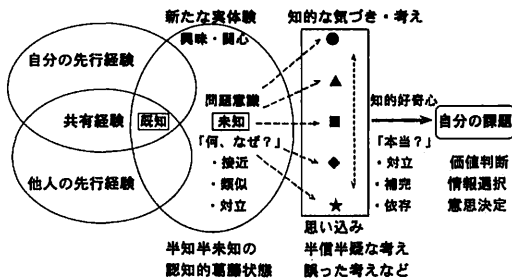 新たな実体験
興味・関心
知的な気づき・考え
自分の先行経験
問題意識
知的好奇心
共有経験
既知
未知
自分の課題
「何、なぜ?」
「本当?」
・接近
・類似
・対立
・対立
・補完
・依存
価値判断
情報選択
意思決定
他人の先行経験
半知半未知の
認知的葛藤状態
思い込み
半信半疑な考え
誤った考えなど